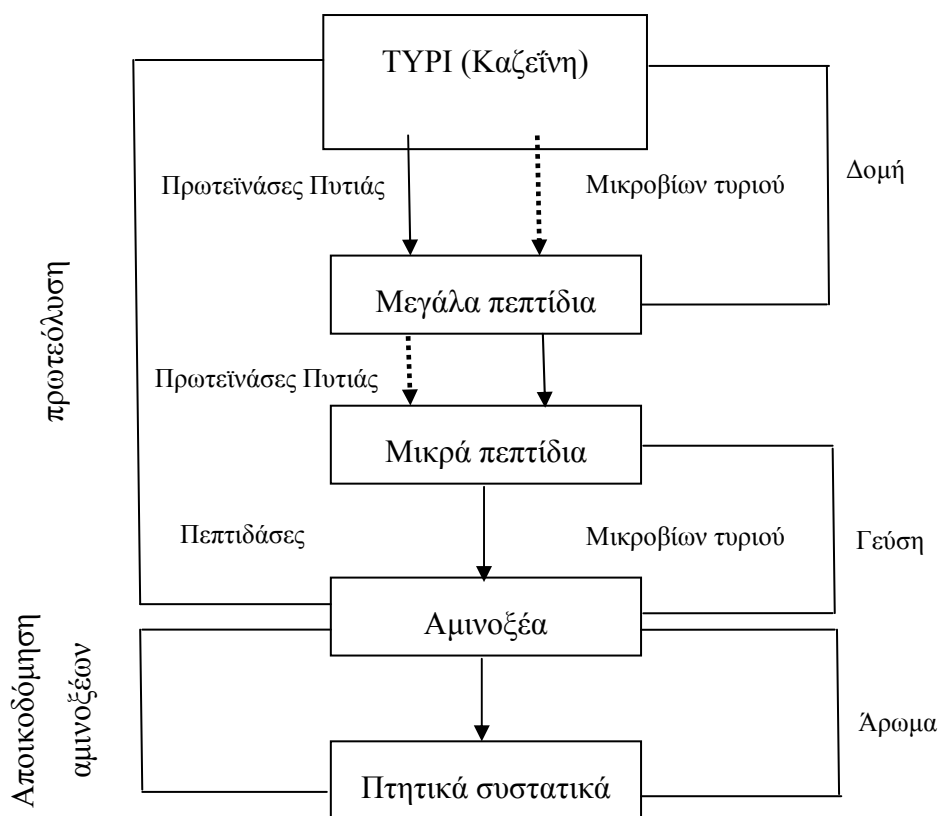 ΤΥΡΙ (Καζεΐνη)
Πρωτεϊνάσες Πυτιάς
Μικροβίων τυριού
Δομή
Μεγάλα πεπτίδια
πρωτεόλυση
Πρωτεϊνάσες Πυτιάς
Μικρά πεπτίδια
Πεπτιδάσες
Μικροβίων τυριού
Γεύση
Αμινοξέα
Αποικοδόμηση
αμινοξέων
Άρωμα
Πτητικά συστατικά